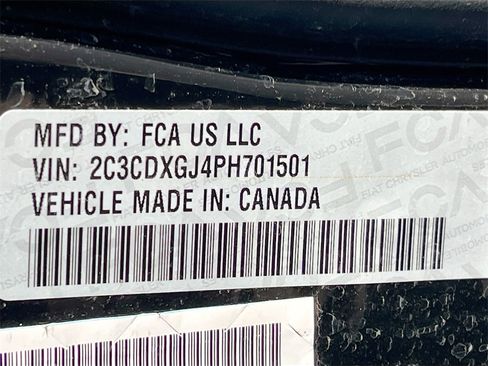 MFD BY: FCA US LLC
VIN: 2C3CDXGJ4PH701501
VEHICLE MADE IN: CANADA